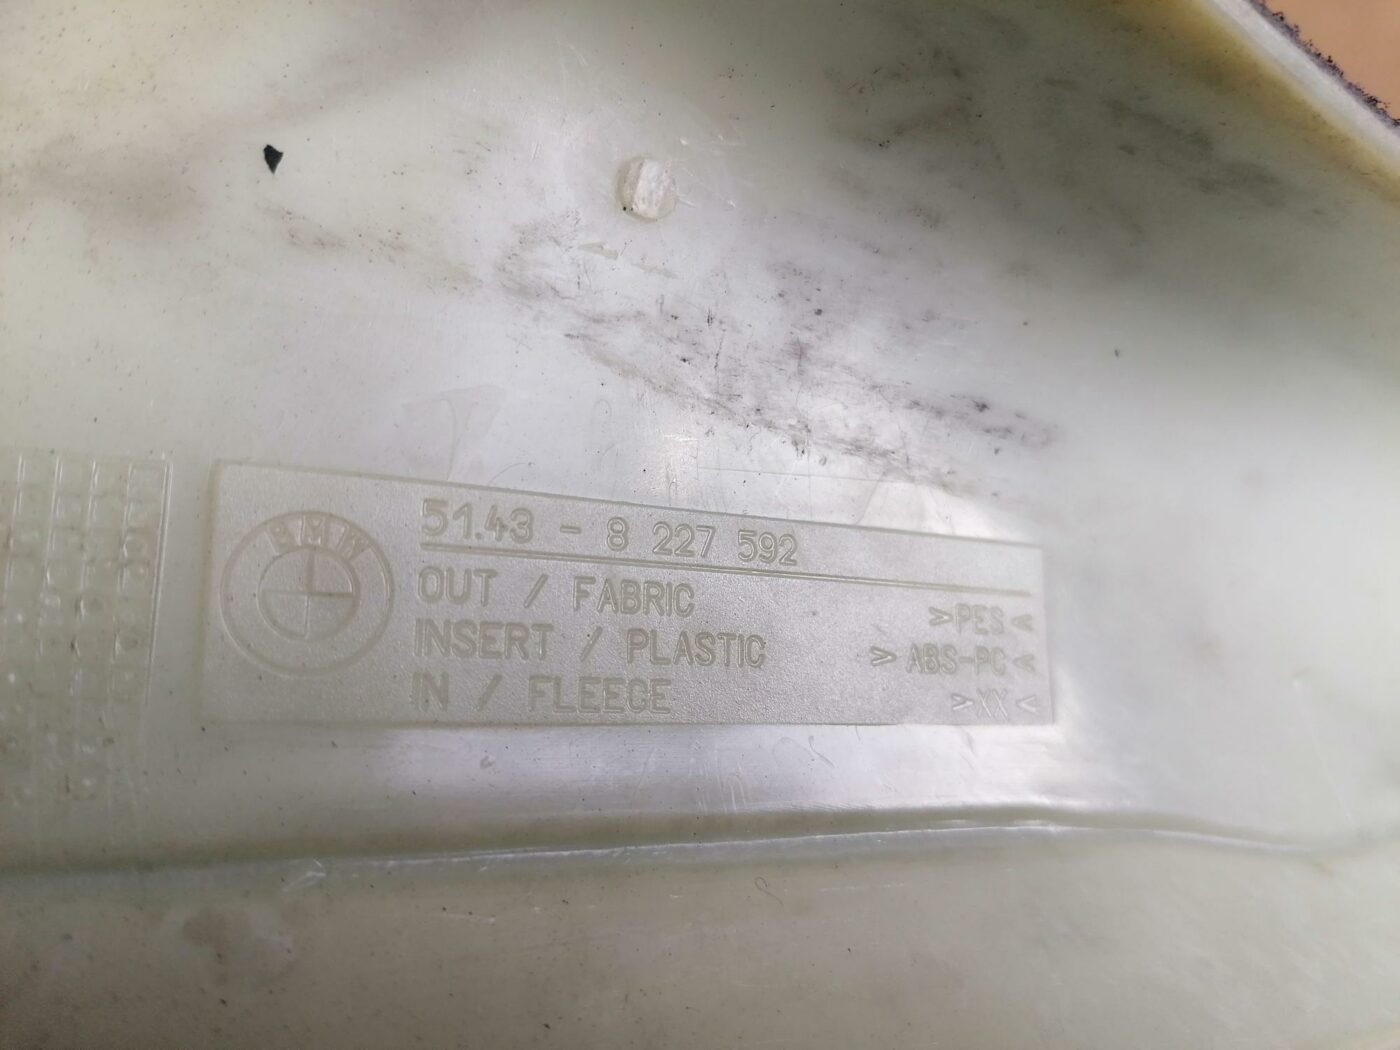 BMW
51.43 - 8 227 592
OUT / FABRIC >PES<
INSERT / PLASTIC >ABS-PC<
IN / FLEECE >XX<